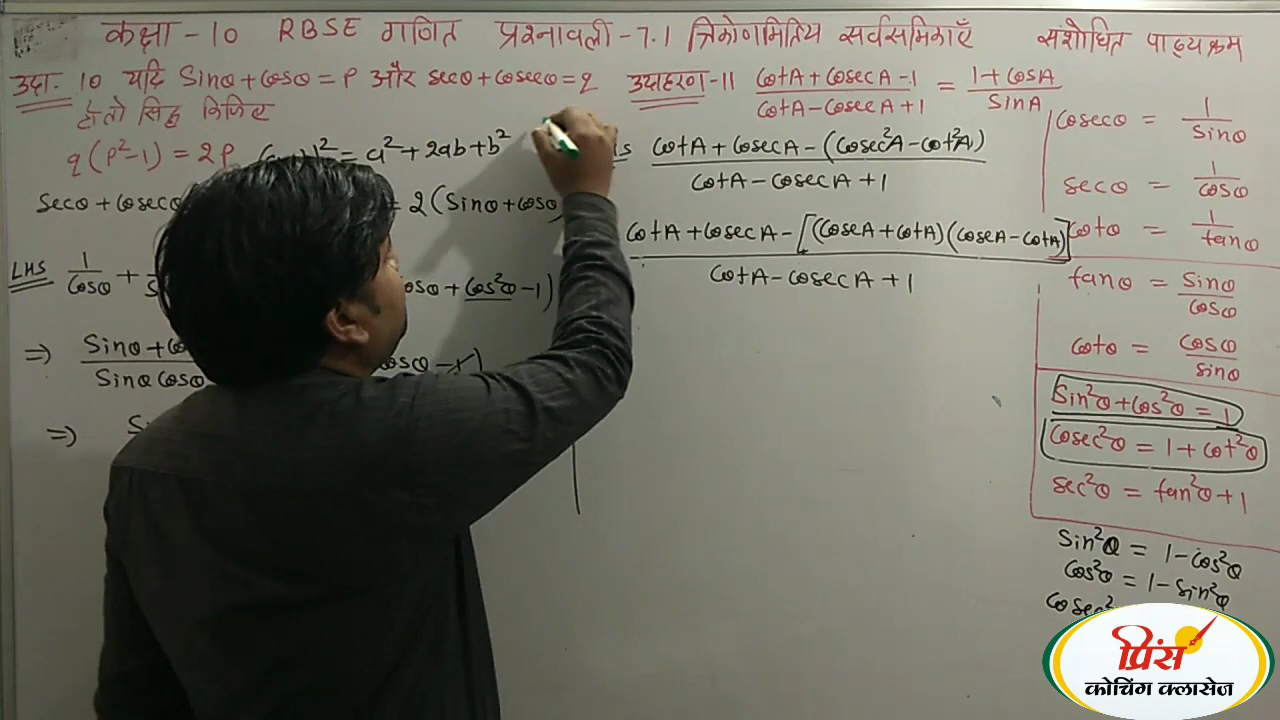 कक्षा - 10 RBSE गणित प्रश्नावली - 7.1 त्रिकोणमितिय सर्वसमिकाएँ संशोधित पाठ्यक्रम
उदा. 10 यदि Sinθ + Cosθ = P और secθ + Cosecθ = q
हो तो सिद्ध किजिए
q(P²-1) = 2P
)² = a² + 2ab + b²
secθ + Cosec
= 2(Sinθ + Cosθ
LHS 1/Cosθ +
osθ + Cos²θ - 1)
⇒ Sinθ + C
Sinθ Cosθ
osθ - 1)
⇒ S
उदाहरण - 11 (CotA + CosecA - 1)/(CotA - CosecA + 1) = (1 + CosA)/SinA
CotA + CosecA - (Cosec²A - Cot²A)
CotA - CosecA + 1
CotA + CosecA - [(CosecA + CotA)(CosecA - CotA)]
CotA - CosecA + 1
Cosecθ = 1/Sinθ
secθ = 1/Cosθ
Cotθ = 1/tanθ
tanθ = Sinθ/Cosθ
Cotθ = Cosθ/sinθ
Sin²θ + Cos²θ = 1
Cosec²θ = 1 + Cot²θ
Sec²θ = tan²θ + 1
Sin²θ = 1 - Cos²θ
Cos²θ = 1 - Sin²θ
Cosec²
प्रिंस
कोचिंग क्लासेज